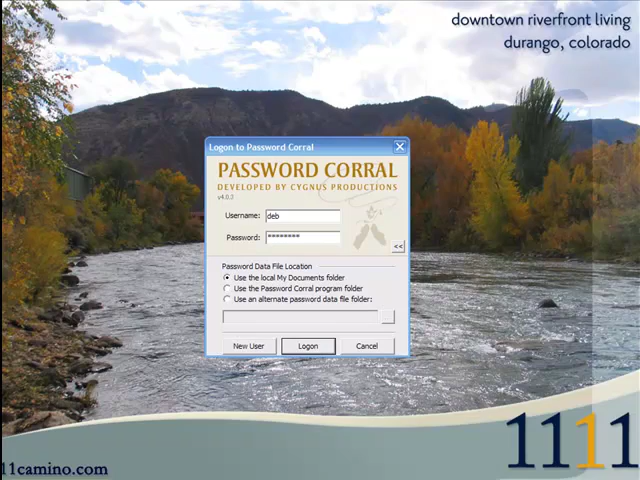 downtown riverfront living
durango, colorado
Logon to Password Corral
PASSWORD CORRAL
DEVELOPED BY CYGNUS PRODUCTIONS
v4.0.3
Username: deb
Password: ********
<<
Password Data File Location
Use the local My Documents folder
Use the Password Corral program folder
Use an alternate password data file folder:
New User Logon Cancel
1111
11camino.com